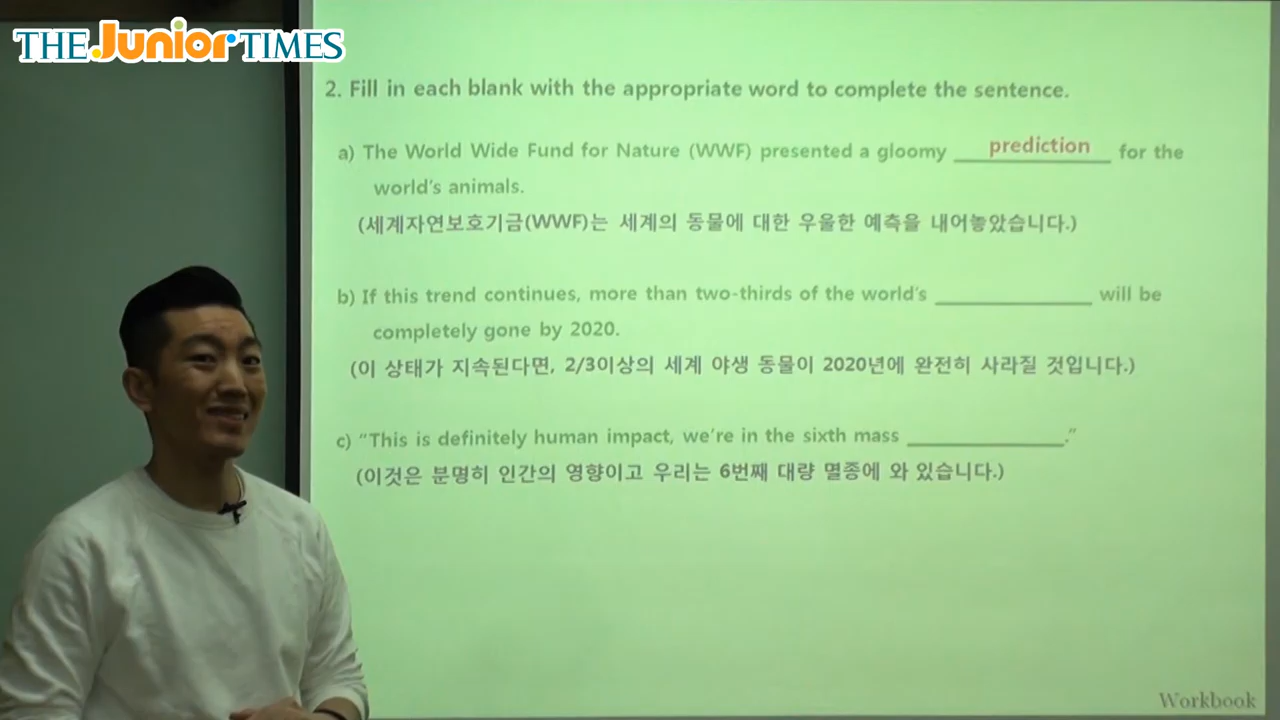 THE Junior TIMES
2. Fill in each blank with the appropriate word to complete the sentence.
a) The World Wide Fund for Nature (WWF) presented a gloomy prediction for the
world's animals.
(세계자연보호기금(WWF)는 세계의 동물에 대한 우울한 예측을 내어놓았습니다.)
b) If this trend continues, more than two-thirds of the world's ______________ will be
completely gone by 2020.
(이 상태가 지속된다면, 2/3이상의 세계 야생 동물이 2020년에 완전히 사라질 것입니다.)
c) “This is definitely human impact, we're in the sixth mass ______________.”
(이것은 분명히 인간의 영향이고 우리는 6번째 대량 멸종에 와 있습니다.)
Workbook